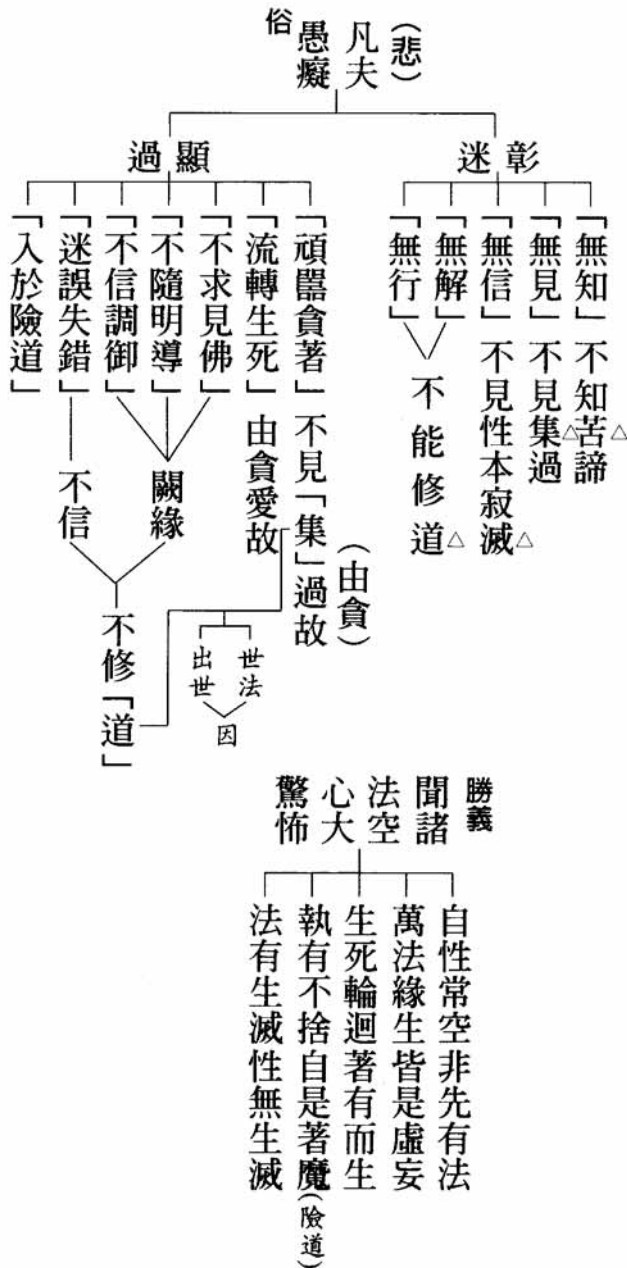 （悲）
凡夫
愚癡
俗
彰迷
「無知」不知苦諦△
「無見」不見集過△
「無信」不見性本寂滅△
「無解」
「無行」
不能修道△
顯過
「頑嚚貪著」不見「集」過故
（由貪）
「流轉生死」由貪愛故
「不求見佛」
「不隨明導」
「不信調御」
闕緣
「迷誤失錯」
不信
「入於險道」
不修「道」
世法
出世
因
勝義
聞諸
法空
心大
驚怖
自性常空非先有法
萬法緣生皆是虛妄
生死輪迴著有而生
執有不捨自是著魔（險道）
法有生滅性無生滅